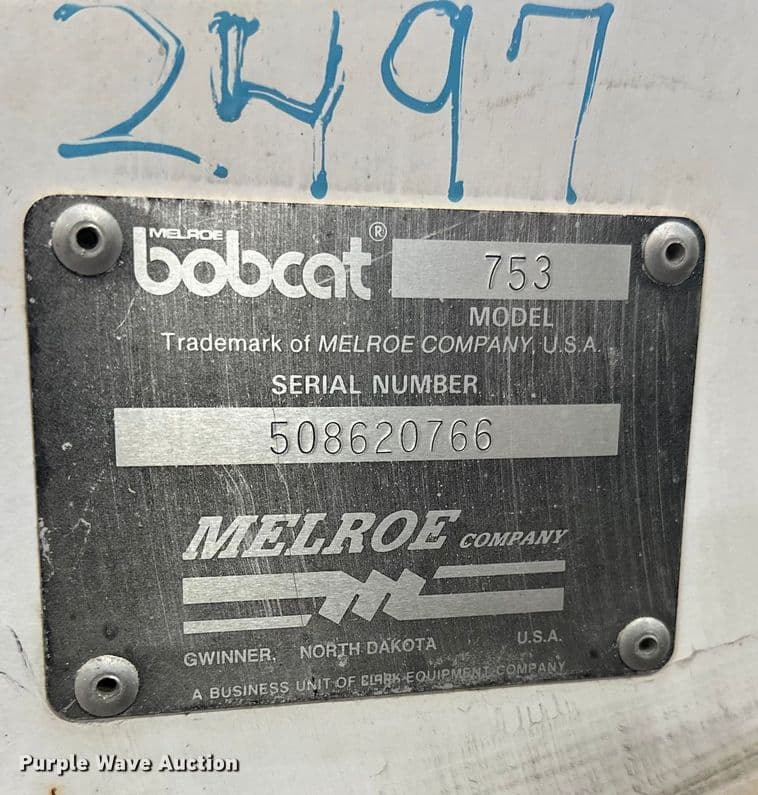 2497
MELROE
bobcat® 753
MODEL
Trademark of MELROE COMPANY, U.S.A.
SERIAL NUMBER
508620766
MELROE COMPANY
GWINNER, NORTH DAKOTA U.S.A.
A BUSINESS UNIT OF CLARK EQUIPMENT COMPANY
Purple Wave Auction